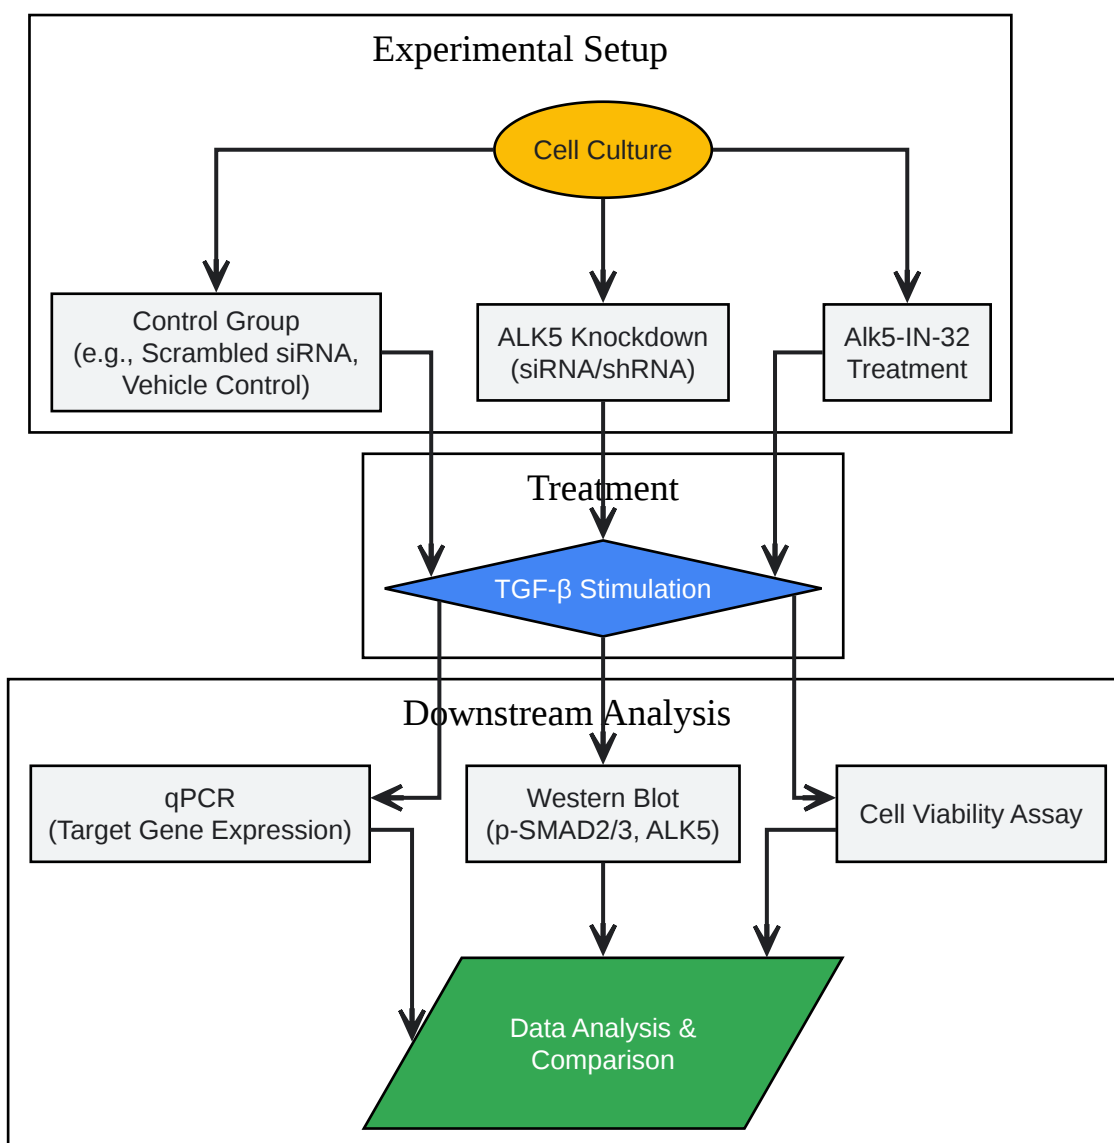 Experimental Setup
Cell Culture
Control Group
(e.g., Scrambled siRNA,
Vehicle Control)
ALK5 Knockdown
(siRNA/shRNA)
Alk5-IN-32
Treatment
Treatment
TGF-β Stimulation
Downstream Analysis
qPCR
(Target Gene Expression)
Western Blot
(p-SMAD2/3, ALK5)
Cell Viability Assay
Data Analysis &
Comparison